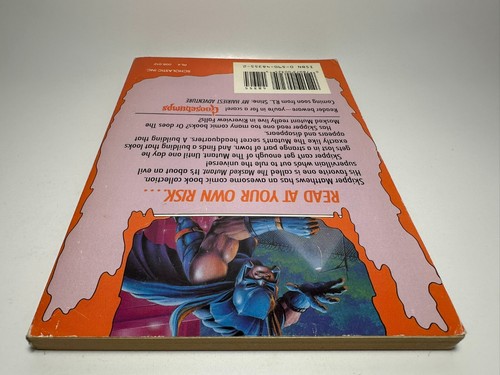 READ AT YOUR OWN RISK....
Skipper Matthews has an awesome comic book collection.
His favorite one is called The Masked Mutant. It's about an evil
supervillain who's out to rule the universe!
Skipper can't get enough of the Mutant. Until one day he
gets lost in a strange part of town. And finds a building that looks
exactly like The Mutant's secret headquarters. A building that
appears and disappears.
Has Skipper read one too many comic books? Or does The
Masked Mutant really live in Riverview Falls?
Reader beware—you're in for a scare!
Goosebumps
Coming soon from R.L. Stine: MY HAIRIEST ADVENTURE
SCHOLASTIC INC.